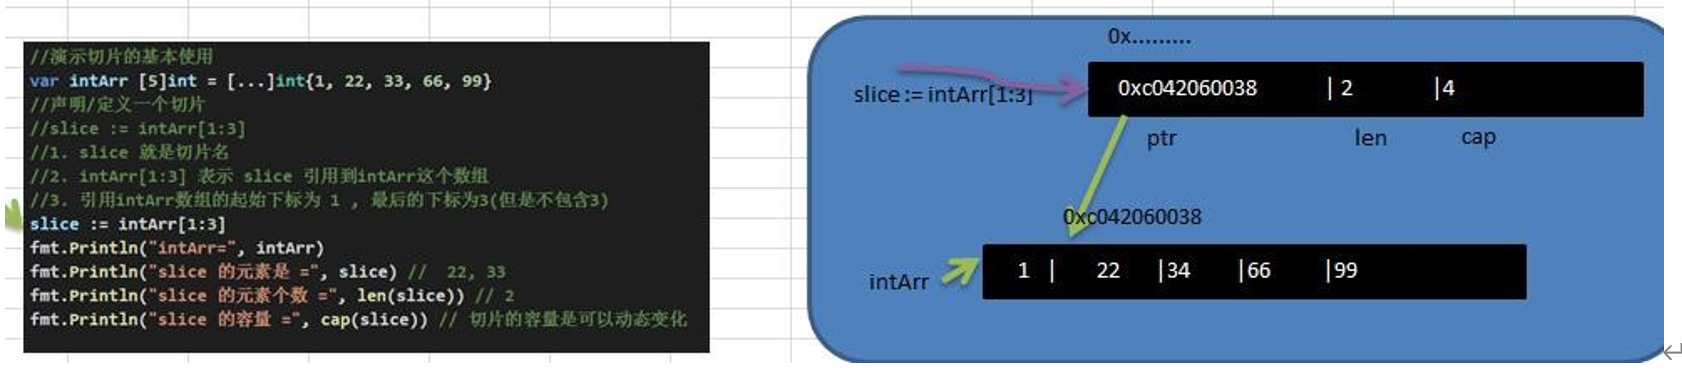 //演示切片的基本使用
var intArr [5]int = [...]int{1, 22, 33, 66, 99}
//声明/定义一个切片
//slice := intArr[1:3]
//1. slice 就是切片名
//2. intArr[1:3] 表示 slice 引用到intArr这个数组
//3. 引用intArr数组的起始下标为 1 , 最后的下标为3(但是不包含3)
slice := intArr[1:3]
fmt.Println("intArr=", intArr)
fmt.Println("slice 的元素是 =", slice) //  22, 33
fmt.Println("slice 的元素个数 =", len(slice)) // 2
fmt.Println("slice 的容量 =", cap(slice)) // 切片的容量是可以动态变化
0x.........
slice := intArr[1:3]
0xc042060038 | 2 |4
ptr len cap
0xc042060038
intArr
1 | 22 |34 |66 |99